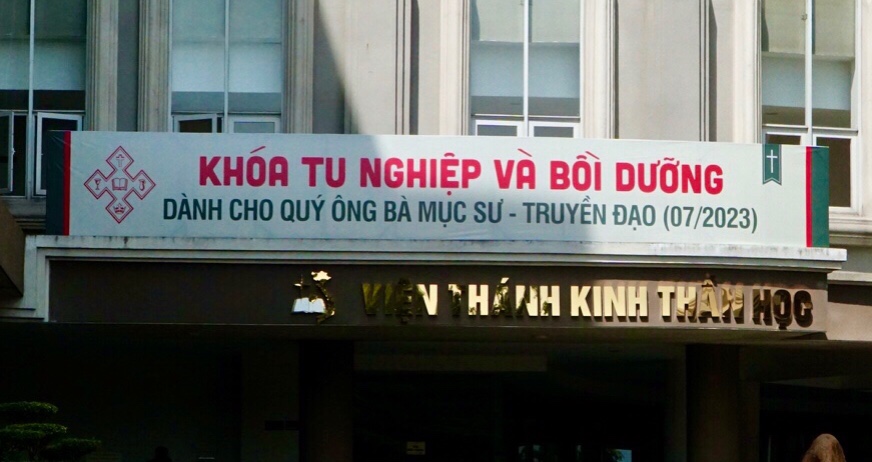 KHÓA TU NGHIỆP VÀ BỒI DƯỠNG
DÀNH CHO QUÝ ÔNG BÀ MỤC SƯ - TRUYỀN ĐẠO (07/2023)
VIỆN THÁNH KINH THẦN HỌC